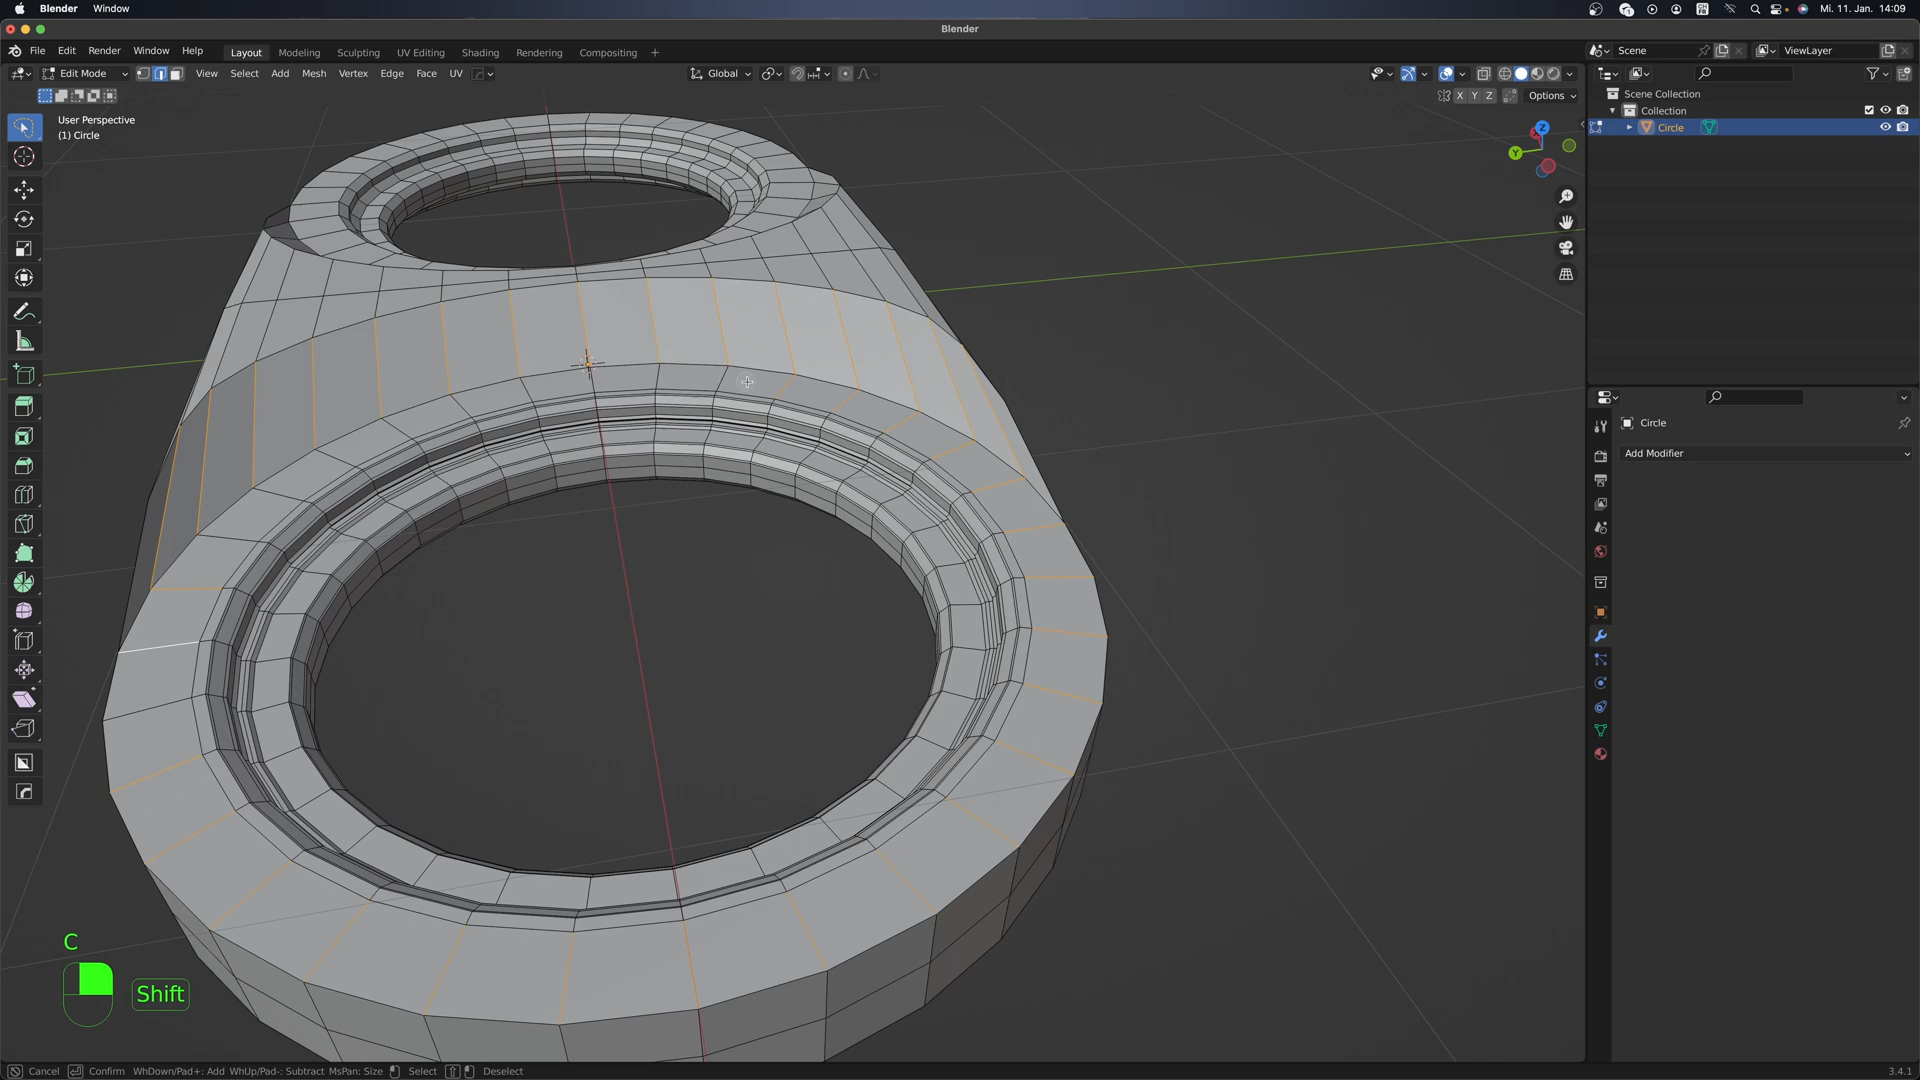 Blender Window
Mi. 11. Jan. 14:09
Blender
File Edit Render Window Help
Layout Modeling Sculpting UV Editing Shading Rendering Compositing +
Scene
ViewLayer
Edit Mode
View Select Add Mesh Vertex Edge Face UV
Global
X Y Z
Options
User Perspective
(1) Circle
Z
Y
Scene Collection
Collection
Circle
Circle
Add Modifier
C
Shift
Cancel Confirm WhDown/Pad+: Add WhUp/Pad-: Subtract MsPan: Size Select Deselect
3.4.1